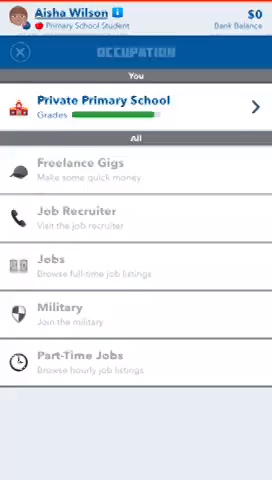 Aisha Wilson i
$0
Primary School Student
Bank Balance
OCCUPATION
You
Private Primary School
Grades
All
Freelance Gigs
Make some quick money
Job Recruiter
Visit the job recruiter
Jobs
Browse full-time job listings
Military
Join the military
Part-Time Jobs
Browse hourly job listings